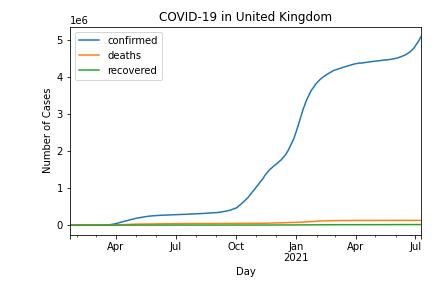 COVID-19 in United Kingdom
1e6
confirmed
deaths
recovered
Number of Cases
5
4
3
2
1
0
Apr
Jul
Oct
Jan
2021
Apr
Jul
Day